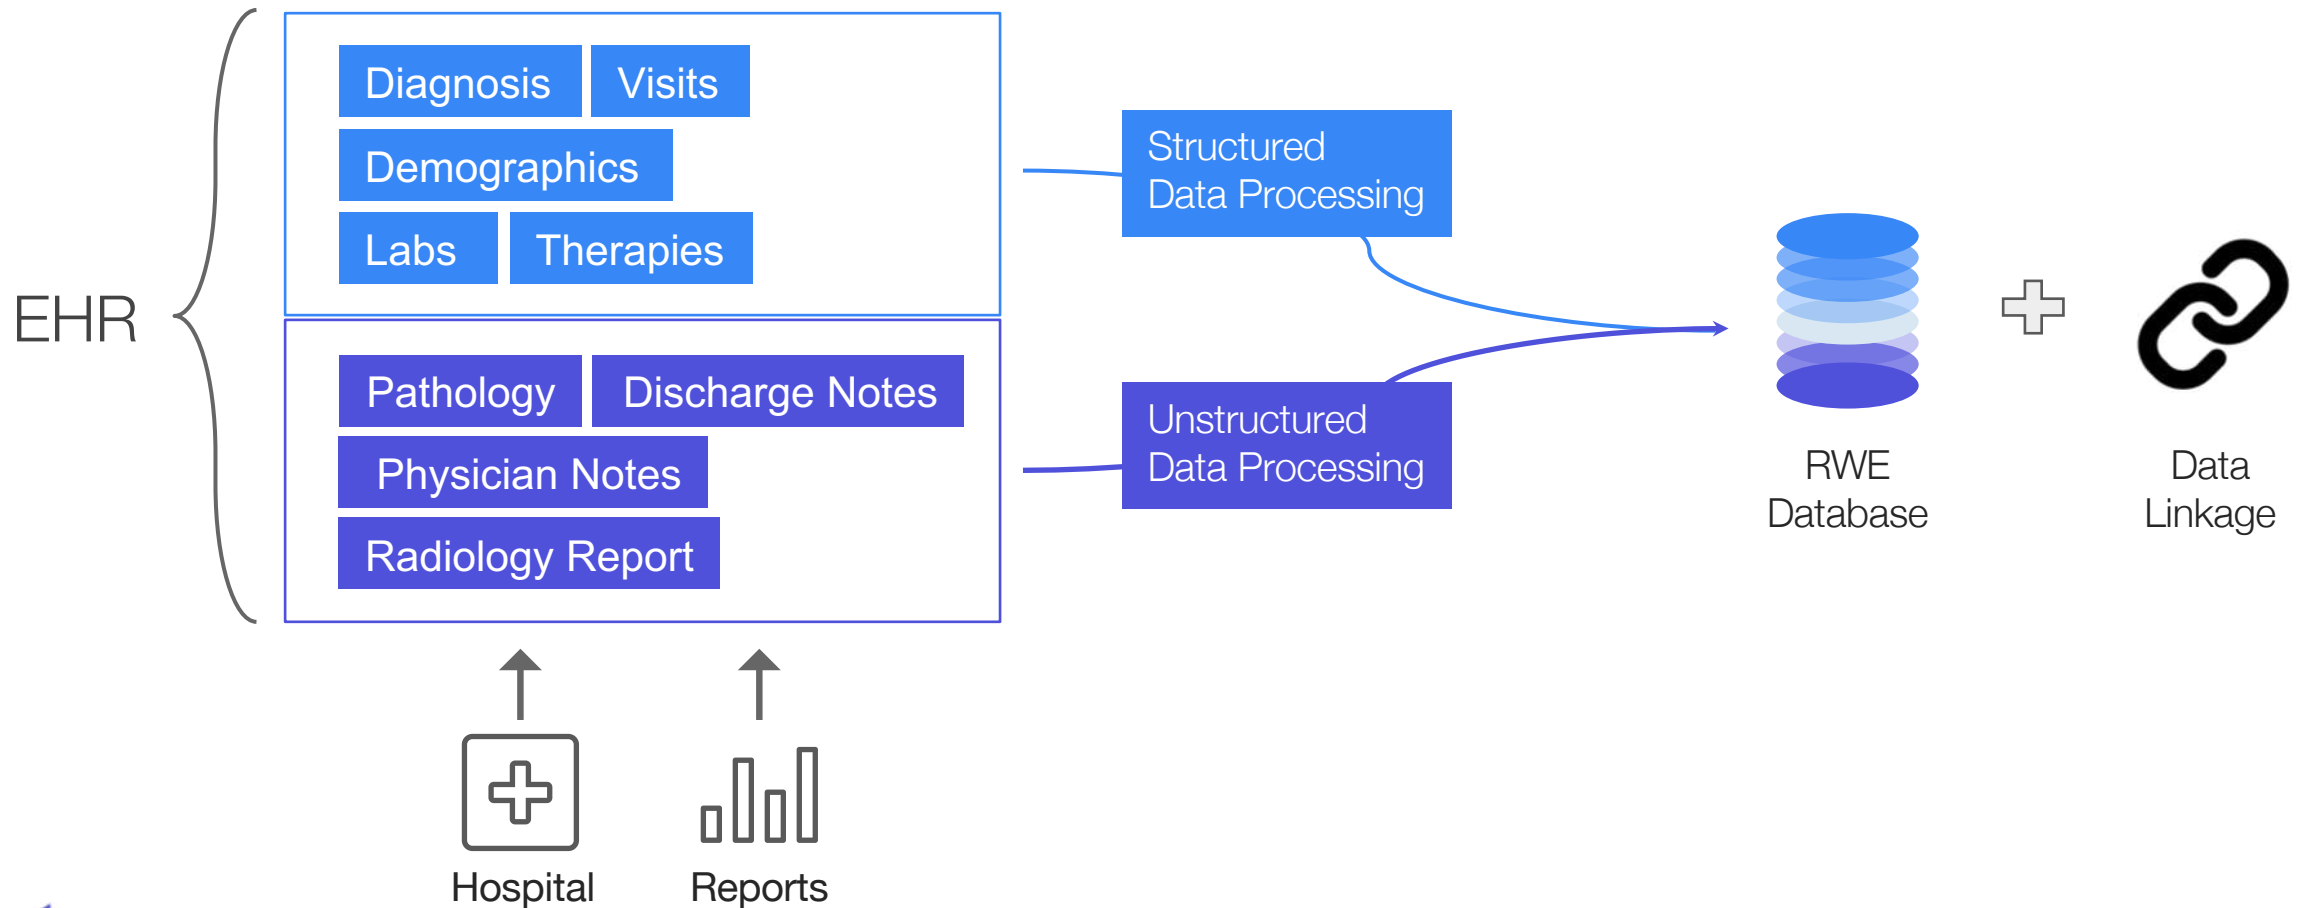 EHR
Diagnosis
Visits
Demographics
Labs
Therapies
Pathology
Discharge Notes
Physician Notes
Radiology Report
Structured
Data Processing
Unstructured
Data Processing
RWE
Database
Data
Linkage
Hospital
Reports